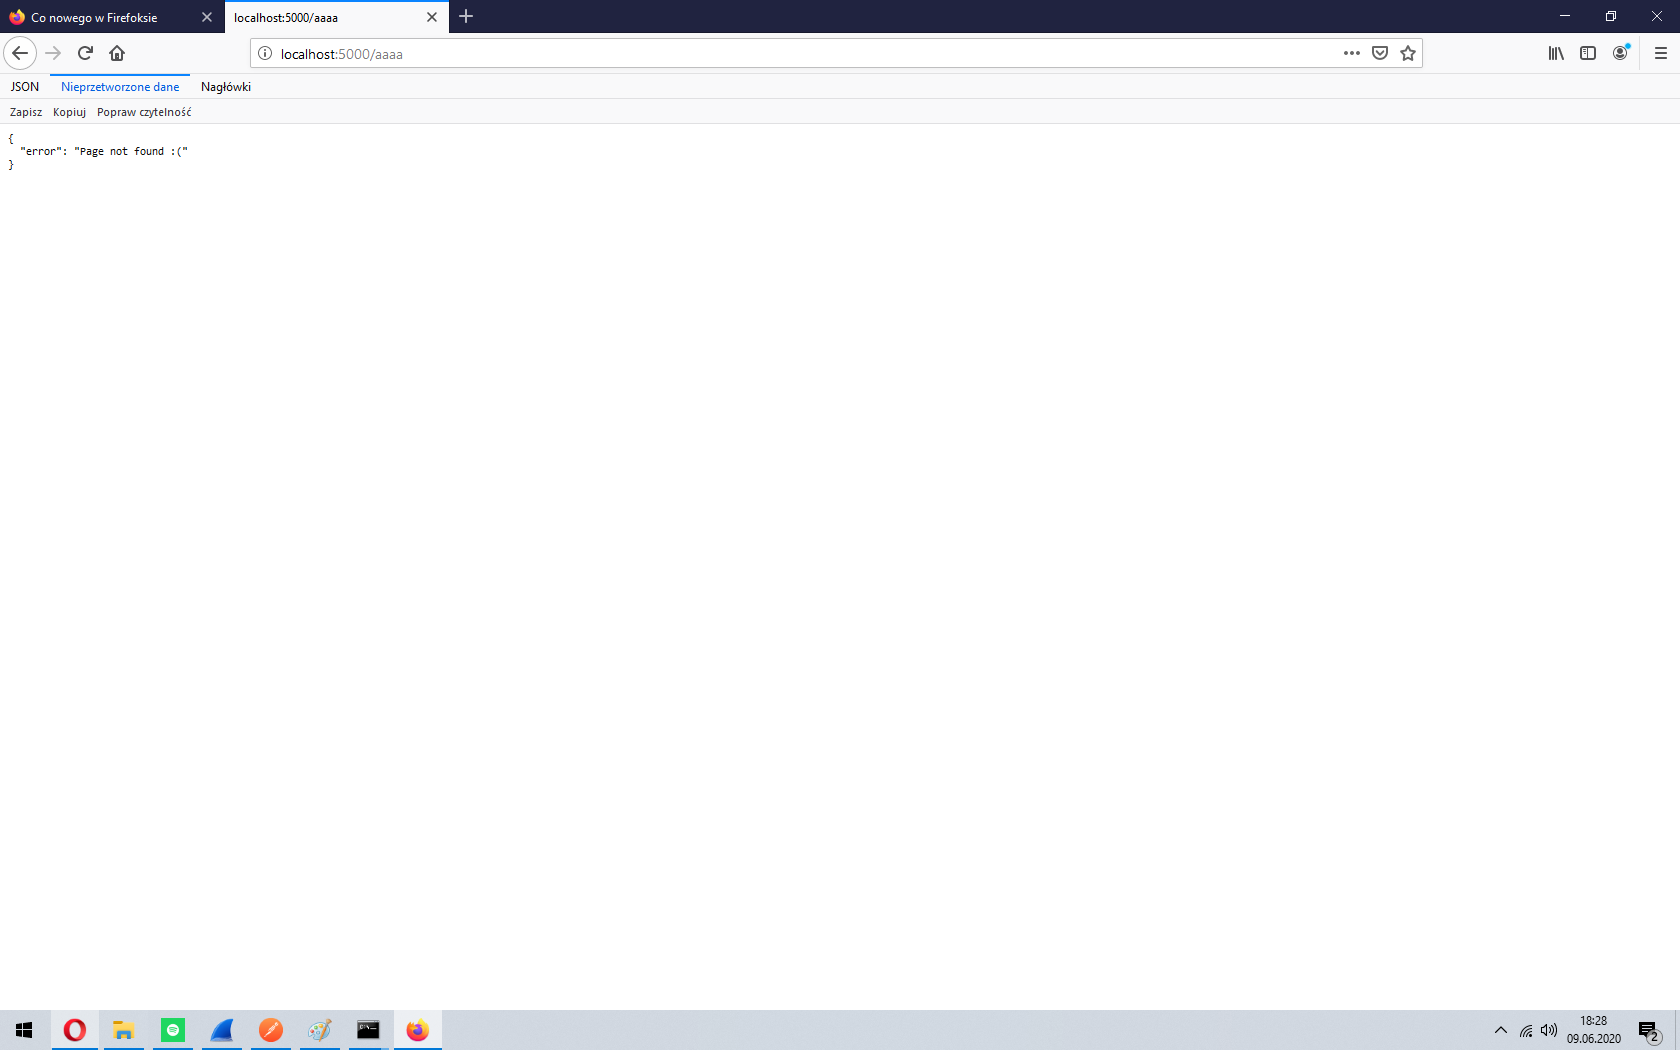 Co nowego w Firefoksie
localhost:5000/aaaa
localhost:5000/aaaa
JSON Nieprzetworzone dane Nagłówki
Zapisz Kopiuj Popraw czytelność
{
"error": "Page not found :("
}
18:28
09.06.2020
2